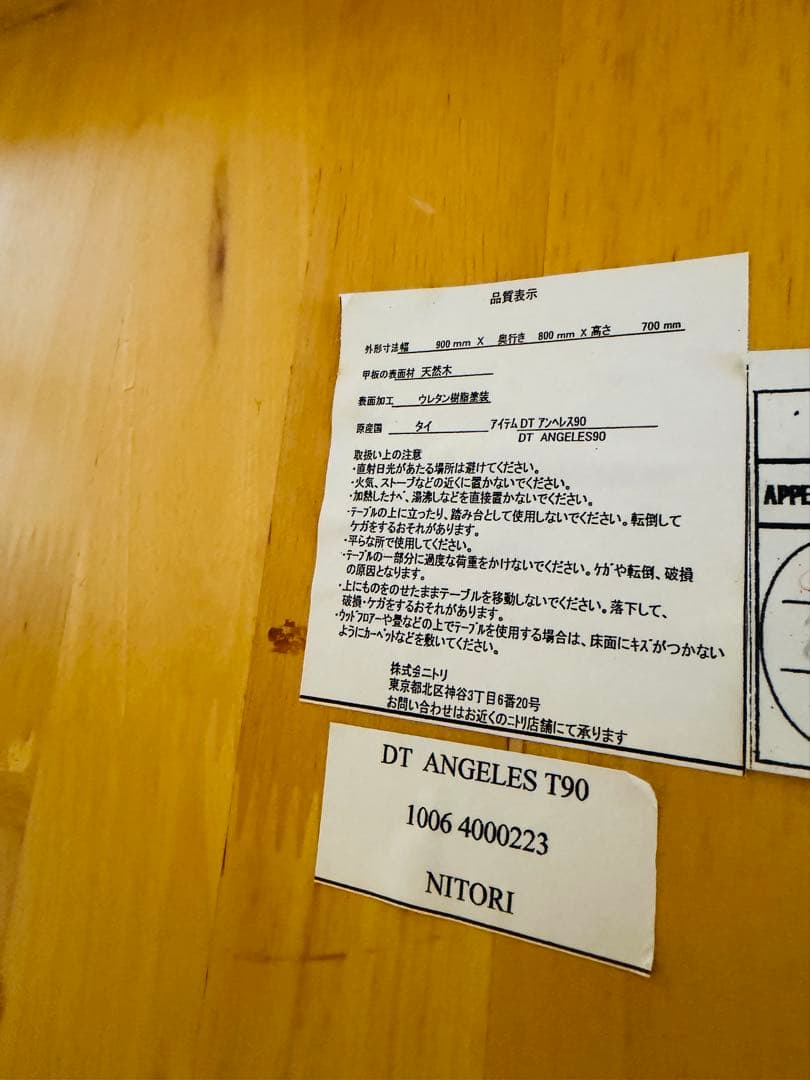 品質表示
外形寸法幅 900 mm X 奥行き 800 mm X 高さ 700 mm
甲板の表面材 天然木
表面加工 ウレタン樹脂塗装
原産国 タイ アイテム DT アンヘレス90
DT ANGELES90
取扱い上の注意
・直射日光があたる場所は避けてください。
・火気、ストーブなどの近くに置かないでください。
・加熱したナベ、湯沸しなどを直接置かないでください。
・テーブルの上に立ったり、踏み台として使用しないでください。転倒して
ケガをするおそれがあります。
・平らな所で使用してください。
・テーブルの一部分に過度な荷重をかけないでください。ケガや転倒、破損
の原因となります。
・上にものをのせたままテーブルを移動しないでください。落下して、
破損・ケガをするおそれがあります。
・ウッドフロアーや畳などの上でテーブルを使用する場合は、床面にキズがつかない
ようにカーペットなどを敷いてください。
株式会ニトリ
東京都北区神谷3丁目6番20号
お問い合わせはお近くのニトリ店舗にて承ります
APPE
DT ANGELES T90
1006 4000223
NITORI